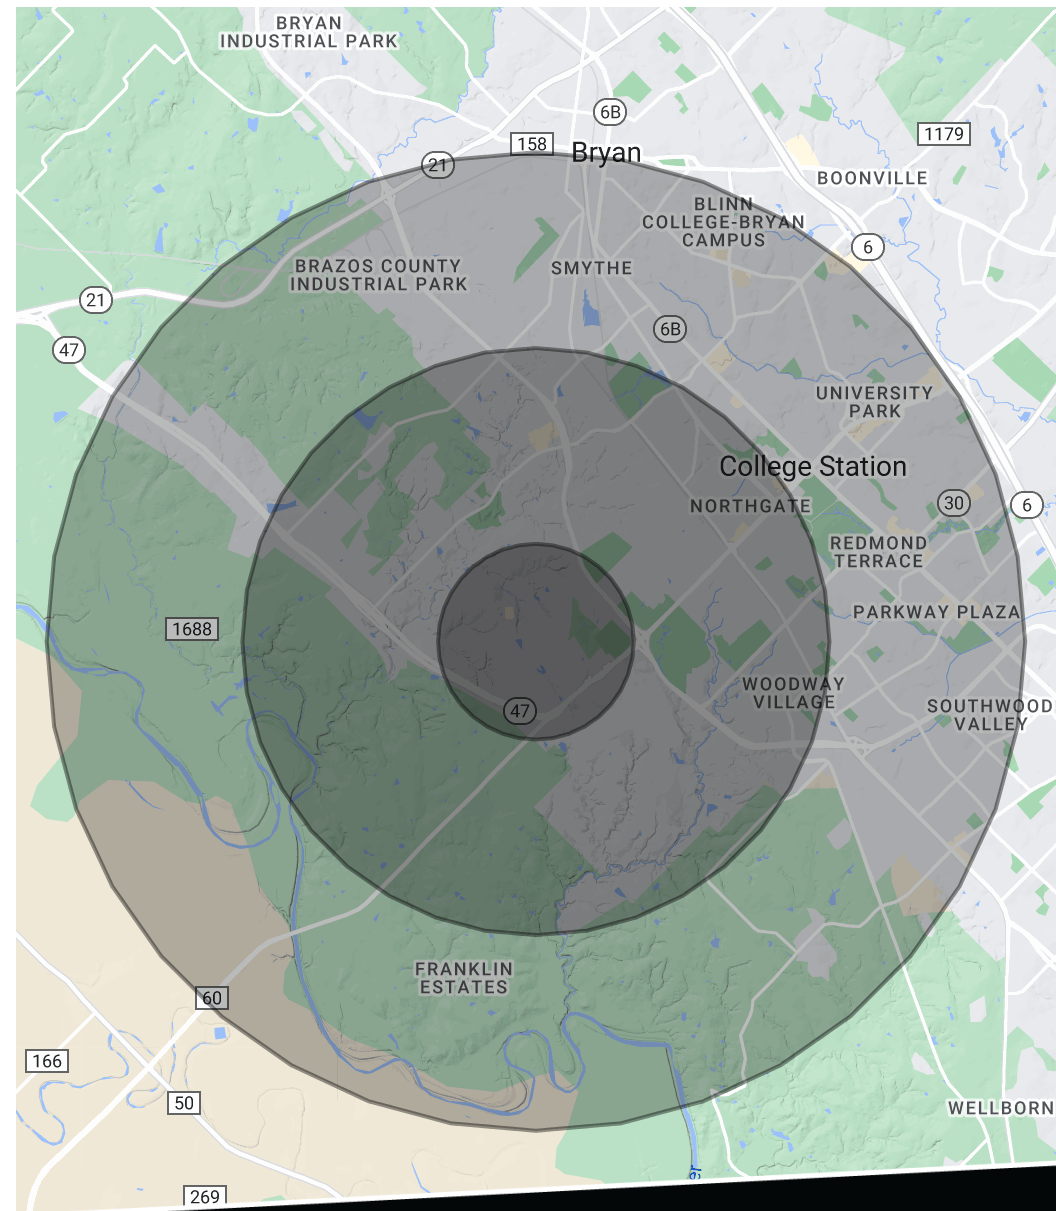 BRYAN
INDUSTRIAL PARK
6B
1179
158
Bryan
21
BOONVILLE
BLINN
COLLEGE-BRYAN
CAMPUS
6
BRAZOS COUNTY
INDUSTRIAL PARK
SMYTHE
21
6B
47
UNIVERSITY
PARK
College Station
NORTHGATE
30
6
REDMOND
TERRACE
PARKWAY PLAZA
1688
WOODWAY
VILLAGE
47
SOUTHWOOD
VALLEY
FRANKLIN
ESTATES
60
166
50
WELLBORN
269